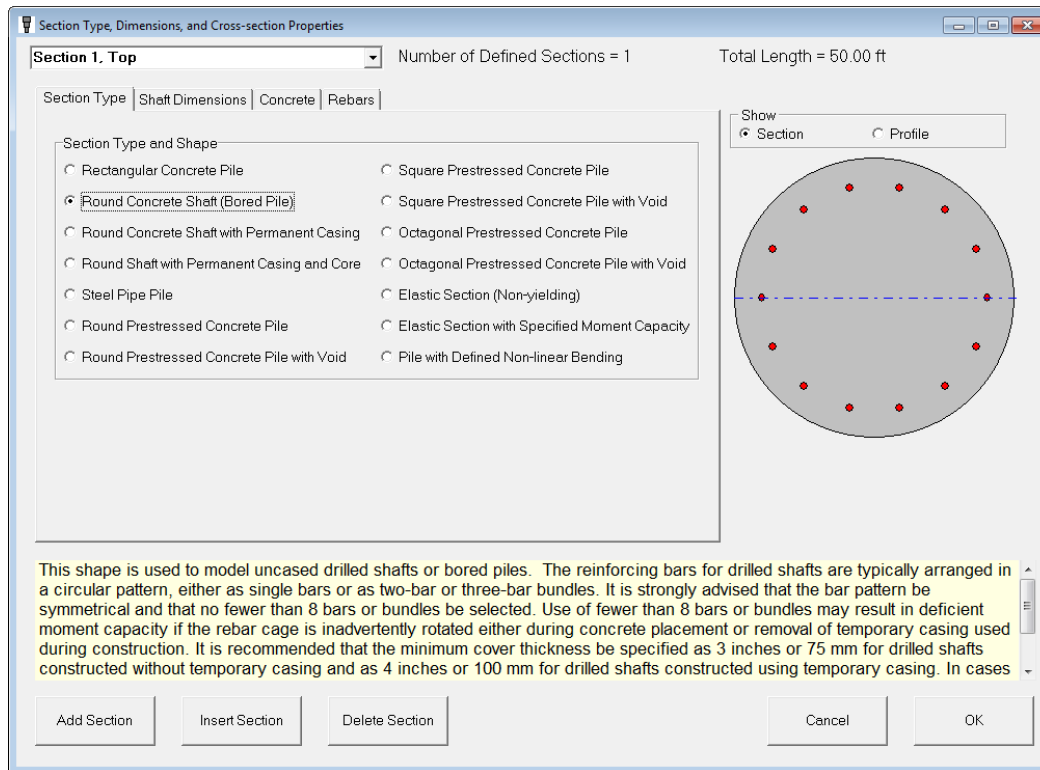 Section Type, Dimensions, and Cross-section Properties
Section 1, Top
Number of Defined Sections = 1
Total Length = 50.00 ft
Section Type
Shaft Dimensions
Concrete
Rebars
Section Type and Shape
Rectangular Concrete Pile
Round Concrete Shaft (Bored Pile)
Round Concrete Shaft with Permanent Casing
Round Shaft with Permanent Casing and Core
Steel Pipe Pile
Round Prestressed Concrete Pile
Round Prestressed Concrete Pile with Void
Square Prestressed Concrete Pile
Square Prestressed Concrete Pile with Void
Octagonal Prestressed Concrete Pile
Octagonal Prestressed Concrete Pile with Void
Elastic Section (Non-yielding)
Elastic Section with Specified Moment Capacity
Pile with Defined Non-linear Bending
Show
Section
Profile
This shape is used to model uncased drilled shafts or bored piles.  The reinforcing bars for drilled shafts are typically arranged in
a circular pattern, either as single bars or as two-bar or three-bar bundles. It is strongly advised that the bar pattern be
symmetrical and that no fewer than 8 bars or bundles be selected. Use of fewer than 8 bars or bundles may result in deficient
moment capacity if the rebar cage is inadvertently rotated either during concrete placement or removal of temporary casing used
during construction. It is recommended that the minimum cover thickness be specified as 3 inches or 75 mm for drilled shafts
constructed without temporary casing and as 4 inches or 100 mm for drilled shafts constructed using temporary casing. In cases
Add Section
Insert Section
Delete Section
Cancel
OK